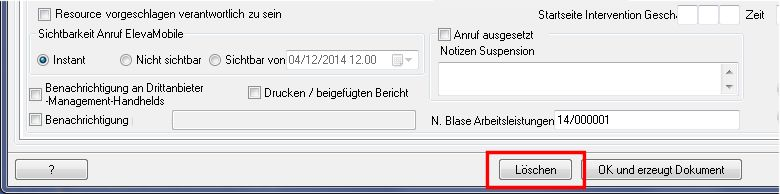 Resource vorgeschlagen verantwortlich zu sein
Startseite Intervention Gescha
Zeit
Sichtbarkeit Anruf ElevaMobile
Instant
Nicht sichtbar
Sichtbar von
04/12/2014 12.00
Anruf ausgesetzt
Notizen Suspension
Benachrichtigung an Drittanbieter
-Management-Handhelds
Drucken / beigefügten Bericht
Benachrichtigung
N. Blase Arbeitsleistungen
14/000001
?
Löschen
OK und erzeugt Dokument